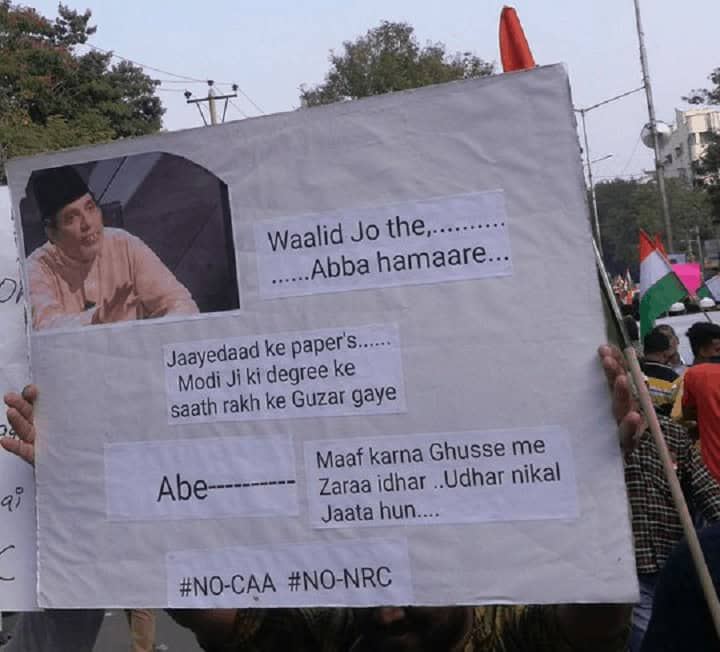 Waalid Jo the,.........
......Abba hamaare...
Jaayedaad ke paper's......
Modi Ji ki degree ke
saath rakh ke Guzar gaye
Abe----------
Maaf karna Ghusse me
Zaraa idhar ..Udhar nikal
Jaata hun....
#NO-CAA #NO-NRC